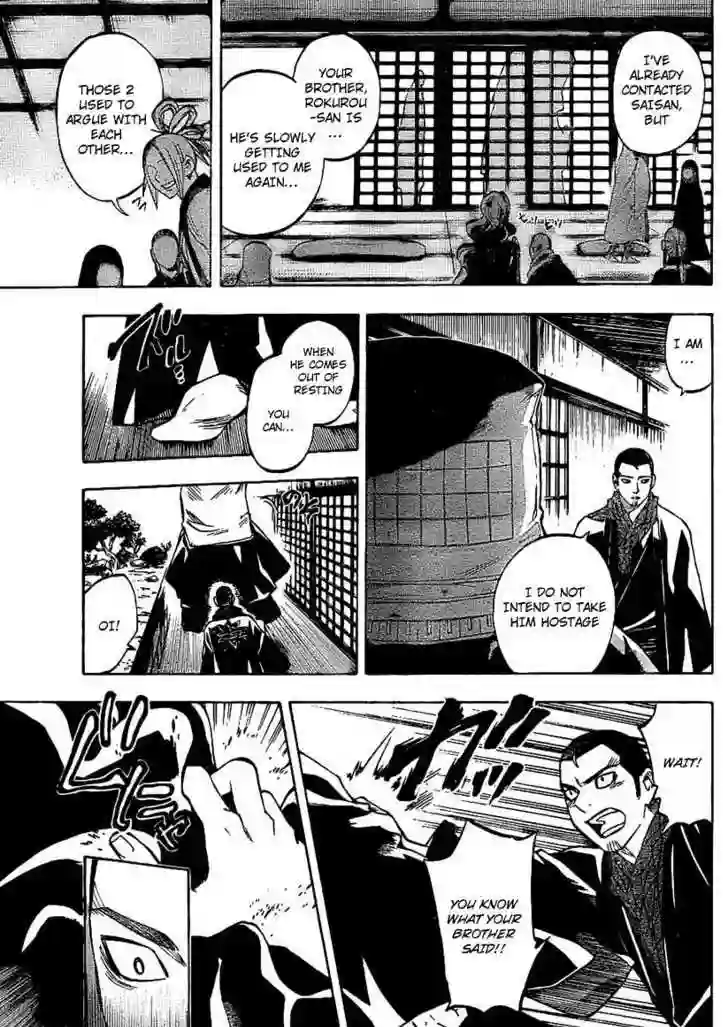 I'VE
ALREADY
CONTACTED
SAISAN,
BUT
YOUR
BROTHER,
ROKUROU
-SAN IS
...
HE'S SLOWLY
GETTING
USED TO ME
AGAIN...
THOSE 2
USED TO
ARGUE WITH
EACH
OTHER...
I AM
...
I DO NOT
INTEND TO TAKE
HIM HOSTAGE
WHEN
HE COMES
OUT OF
RESTING
YOU
CAN...
OI!
WAIT!
YOU KNOW
WHAT YOUR
BROTHER
SAID!!